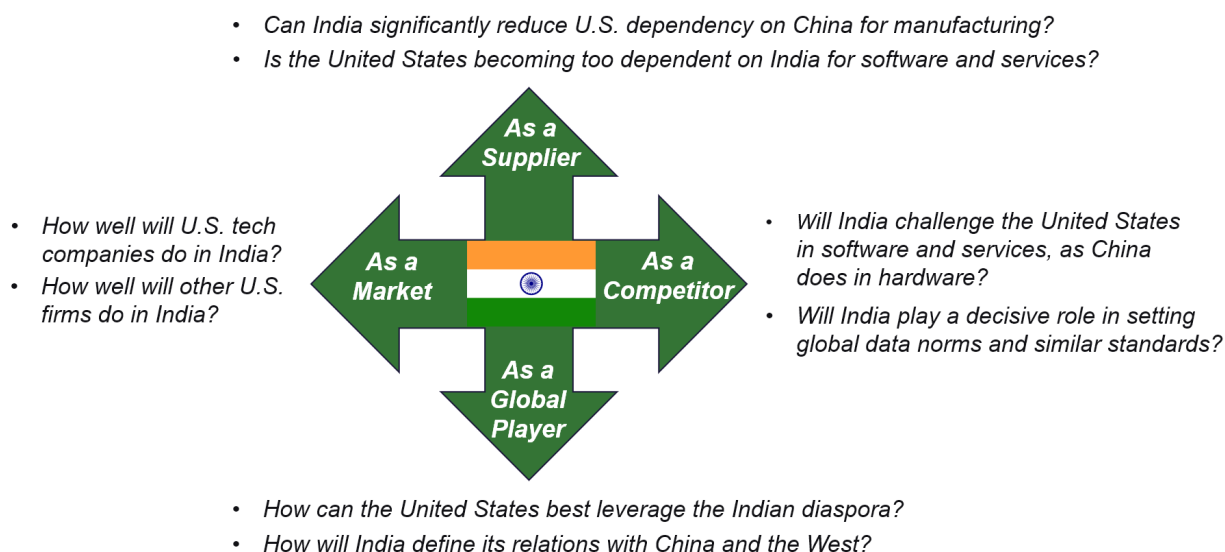 • Can India significantly reduce U.S. dependency on China for manufacturing?
• Is the United States becoming too dependent on India for software and services?
As a
Supplier
• How well will U.S. tech
companies do in India?
• How well will other U.S.
firms do in India?
As a
Market
As a
Competitor
• Will India challenge the United States
in software and services, as China
does in hardware?
• Will India play a decisive role in setting
global data norms and similar standards?
As a
Global
Player
• How can the United States best leverage the Indian diaspora?
• How will India define its relations with China and the West?